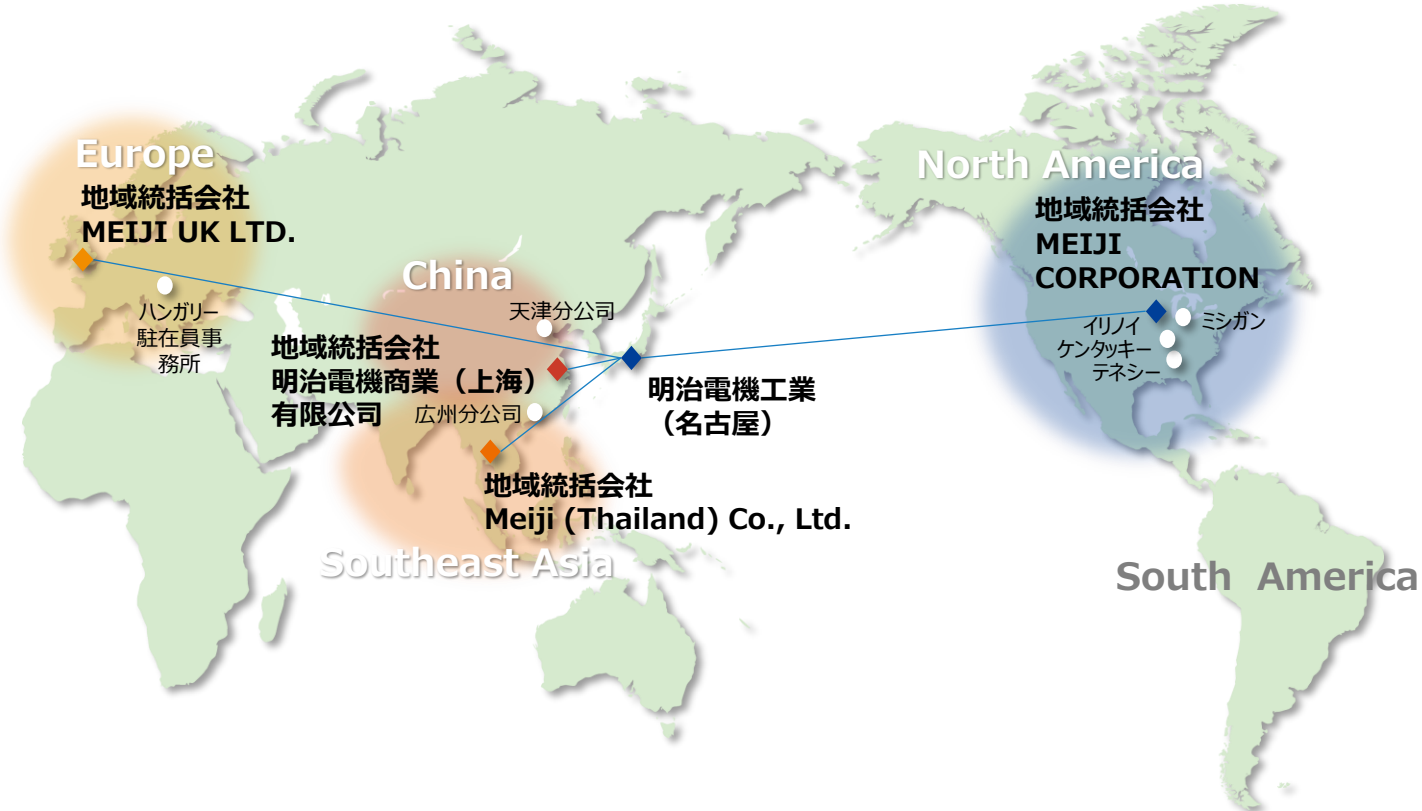 Europe
地域統括会社
MEIJI UK LTD.
ハンガリー
駐在員事
務所
China
天津分公司
地域統括会社
明治電機商業（上海）
有限公司
広州分公司
明治電機工業
（名古屋）
地域統括会社
Meiji (Thailand) Co., Ltd.
Southeast Asia
North America
地域統括会社
MEIJI
CORPORATION
イリノイ
ミシガン
ケンタッキー
テネシー
South America